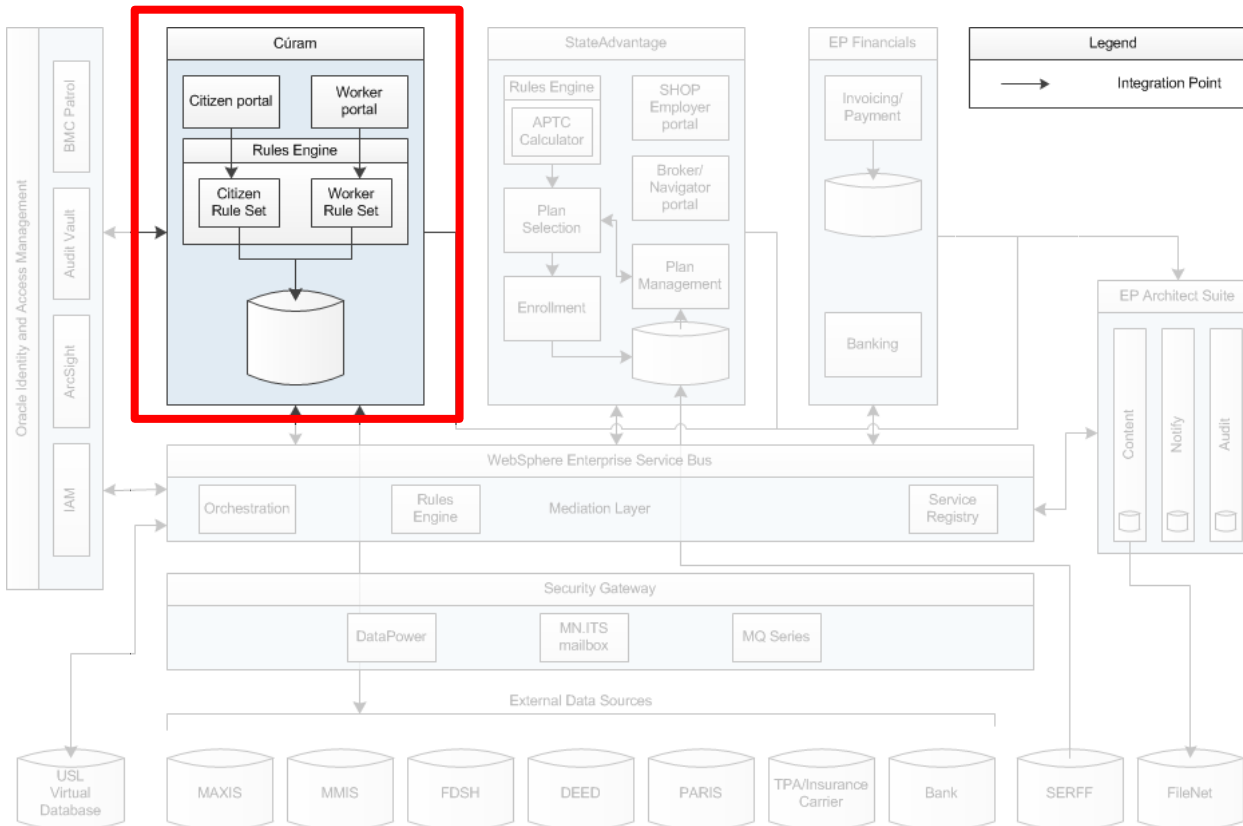 Oracle Identity and Access Management
BMC Patrol
Audit Vault
ArcSight
IAM
Cúram
Citizen portal
Worker
portal
Rules Engine
Citizen
Rule Set
Worker
Rule Set
StateAdvantage
Rules Engine
APTC
Calculator
Plan
Selection
Enrollment
SHOP
Employer
portal
Broker/
Navigator
portal
Plan
Management
EP Financials
Invoicing/
Payment
Banking
Legend
Integration Point
EP Architect Suite
Content
Notify
Audit
WebSphere Enterprise Service Bus
Orchestration
Rules
Engine
Mediation Layer
Service
Registry
Security Gateway
DataPower
MN.ITS
mailbox
MQ Series
External Data Sources
USL
Virtual
Database
MAXIS
MMIS
FDSH
DEED
PARIS
TPA/Insurance
Carrier
Bank
SERFF
FileNet